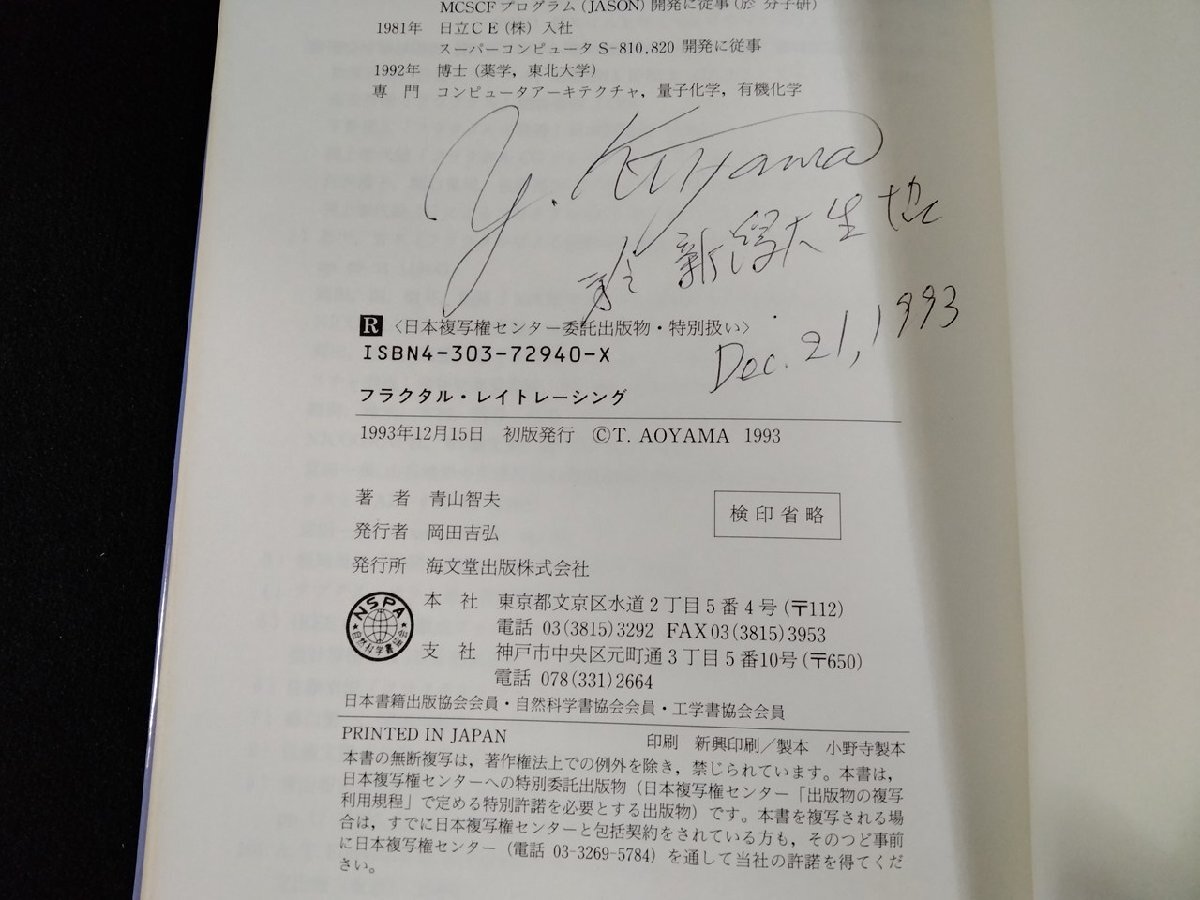 MCSCFプログラム(JASON)開発に従事(於 分子研)
1981年 日立CE(株)入社
スーパーコンピュータS-810, 820 開発に従事
1992年 博士(薬学, 東北大学)
専 門 コンピュータアーキテクチャ, 量子化学, 有機化学
於 新潟大生協
Dec. 21, 1993
R 〈日本複写権センター委託出版物・特別扱い〉
ISBN4-303-72940-X
フラクタル・レイトレーシング
1993年12月15日 初版発行 ©T. AOYAMA 1993
著 者 青山智夫
検印省略
発行者 岡田吉弘
発行所 海文堂出版株式会社
NSPA
自然科学書協会
本 社 東京都文京区水道2丁目5番4号(〒112)
電話 03(3815)3292 FAX03(3815)3953
支 社 神戸市中央区元町通3丁目5番10号(〒650)
電話 078(331)2664
日本書籍出版協会会員・自然科学書協会会員・工学書協会会員
PRINTED IN JAPAN 印刷 新興印刷/製本 小野寺製本
本書の無断複写は, 著作権法上での例外を除き, 禁じられています。本書は,
日本複写権センターへの特別委託出版物(日本複写権センター「出版物の複写
利用規程」で定める特別許諾を必要とする出版物)です。本書を複写される場
合は, すでに日本複写権センターと包括契約をされている方も, そのつど事前
に日本複写権センター(電話 03-3269-5784)を通して当社の許諾を得てくだ
さい。